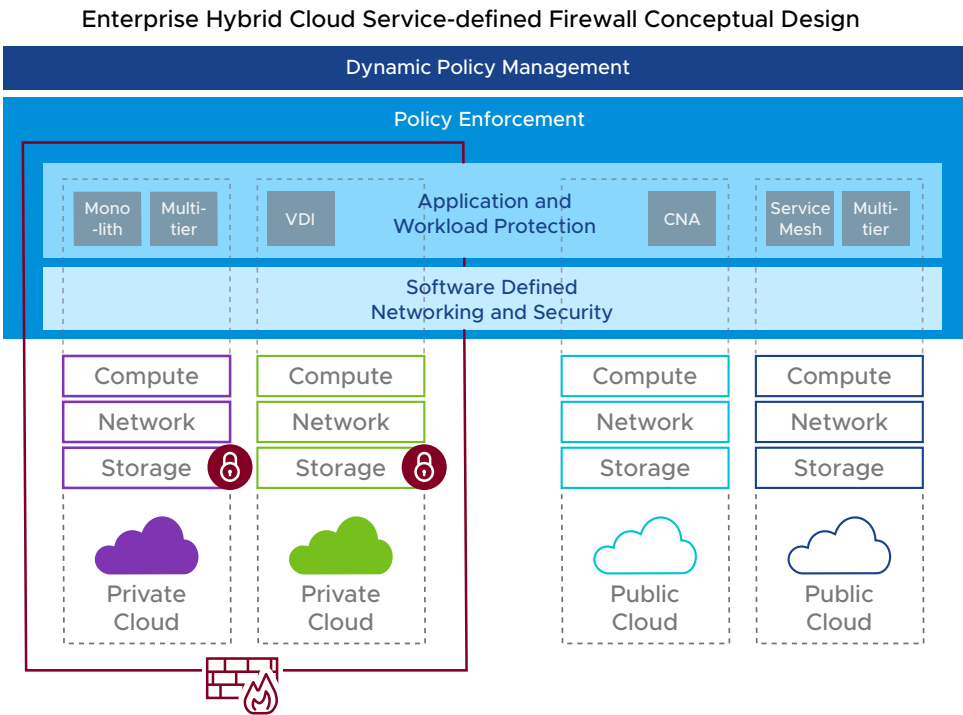 Enterprise Hybrid Cloud Service-defined Firewall Conceptual Design
Dynamic Policy Management
Policy Enforcement
Mono
-lith
Multi-
tier
VDI
Application and
Workload Protection
CNA
Service
Mesh
Multi-
tier
Software Defined
Networking and Security
Compute
Network
Storage
Private
Cloud
Compute
Network
Storage
Private
Cloud
Compute
Network
Storage
Public
Cloud
Compute
Network
Storage
Public
Cloud